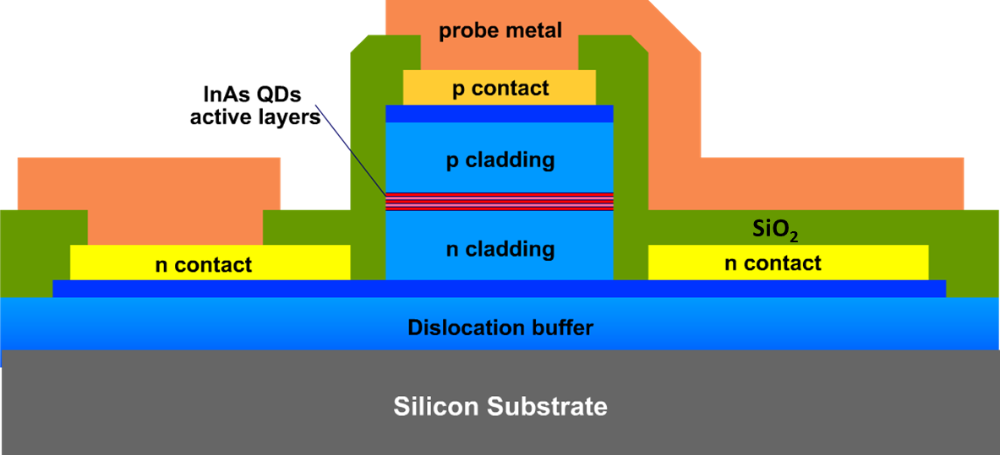 probe metal
InAs QDs
active layers
p contact
p cladding
n cladding
SiO₂
n contact
n contact
Dislocation buffer
Silicon Substrate